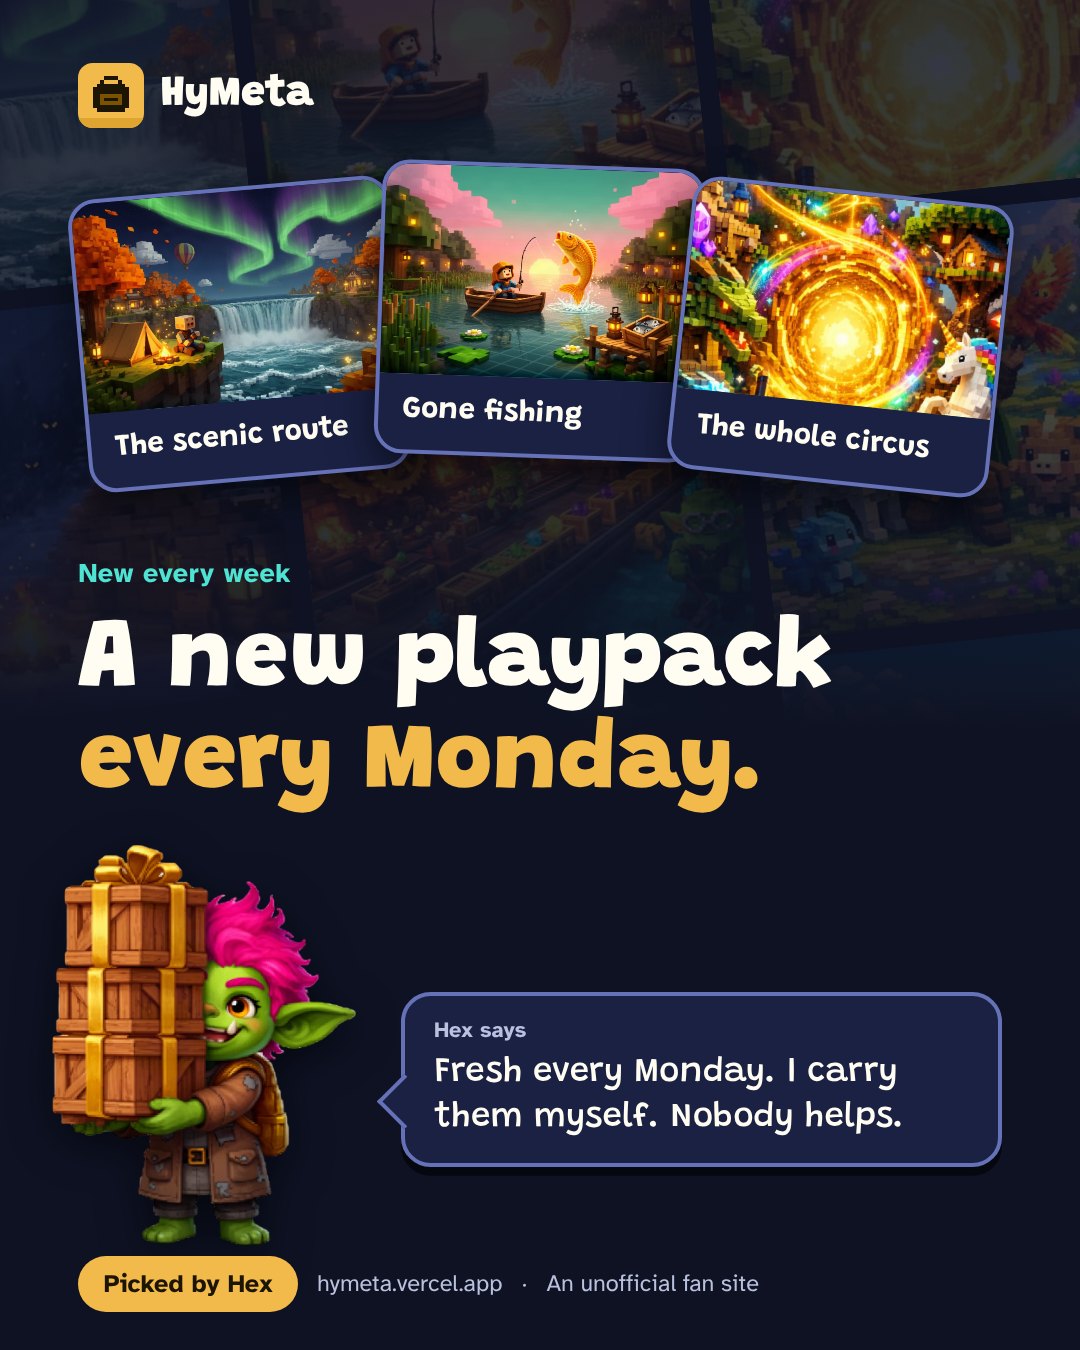 HyMeta
The scenic route
Gone fishing
The whole circus
New every week
A new playpack
every Monday.
Hex says
Fresh every Monday. I carry
them myself. Nobody helps.
Picked by Hex
hymeta.vercel.app · An unofficial fan site